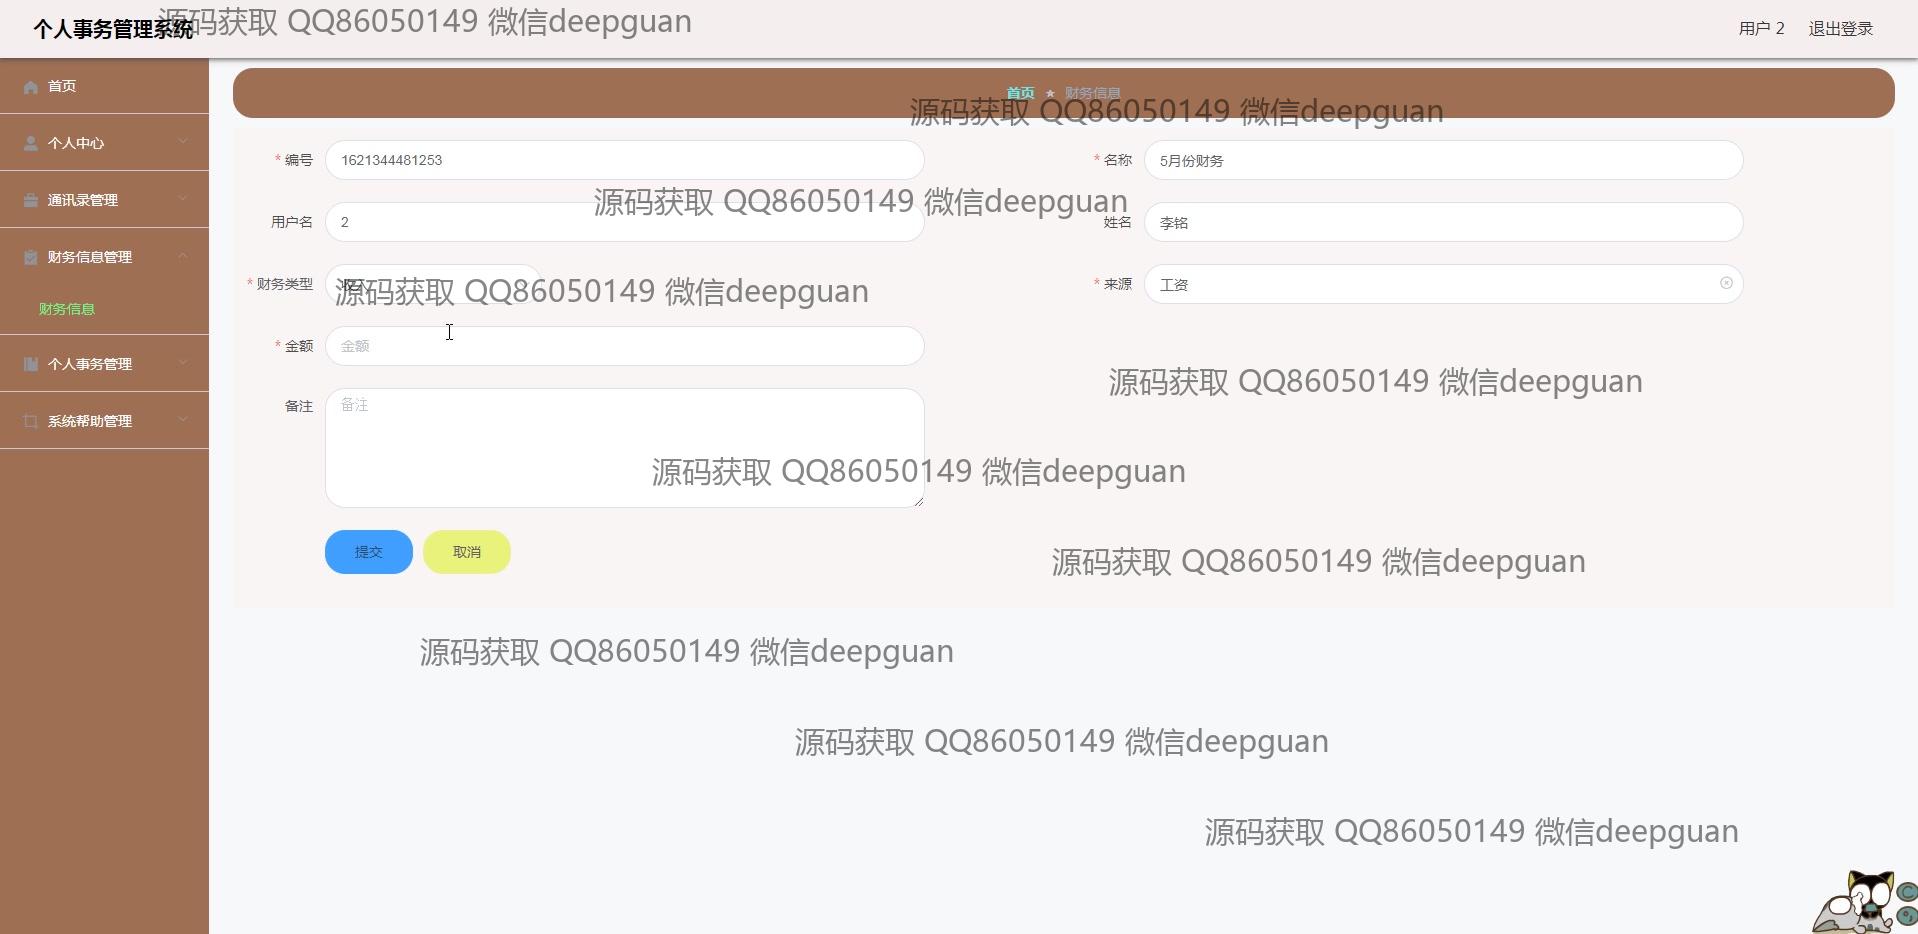 个人事务管理系统
源码获取 QQ86050149 微信deepguan
用户 2 退出登录
首页
个人中心
通讯录管理
财务信息管理
财务信息
个人事务管理
系统帮助管理
首页 ★ 财务信息
源码获取 QQ86050149 微信deepguan
* 编号 1621344481253
* 名称 5月份财务
源码获取 QQ86050149 微信deepguan
用户名 2
姓名 李铭
* 财务类型
源码获取 QQ86050149 微信deepguan
* 来源 工资
* 金额 金额
源码获取 QQ86050149 微信deepguan
备注 备注
源码获取 QQ86050149 微信deepguan
提交 取消
源码获取 QQ86050149 微信deepguan
源码获取 QQ86050149 微信deepguan
源码获取 QQ86050149 微信deepguan
源码获取 QQ86050149 微信deepguan